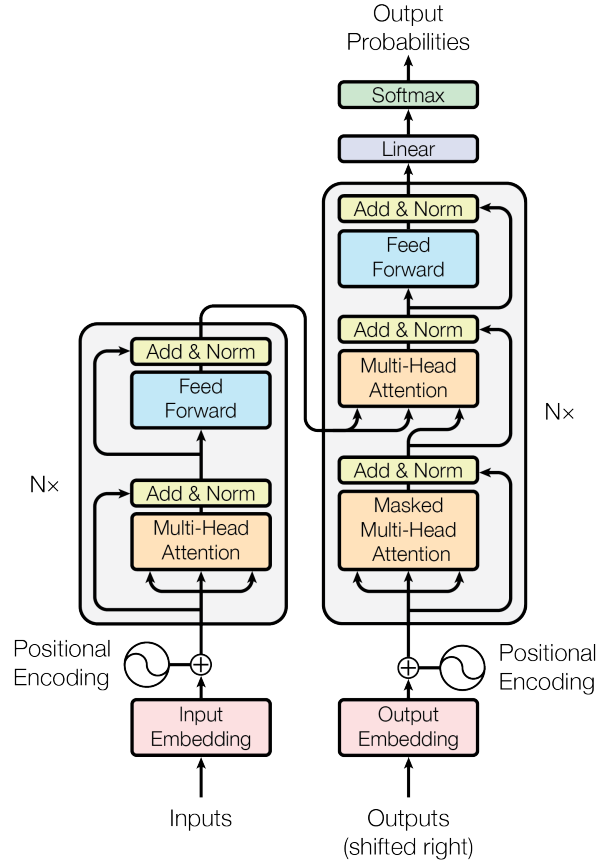 Output
Probabilities
Softmax
Linear
Add & Norm
Feed
Forward
Add & Norm
Multi-Head
Attention
Add & Norm
Masked
Multi-Head
Attention
N×
Add & Norm
Feed
Forward
Add & Norm
Multi-Head
Attention
N×
Positional
Encoding
Positional
Encoding
Input
Embedding
Output
Embedding
Inputs
Outputs
(shifted right)